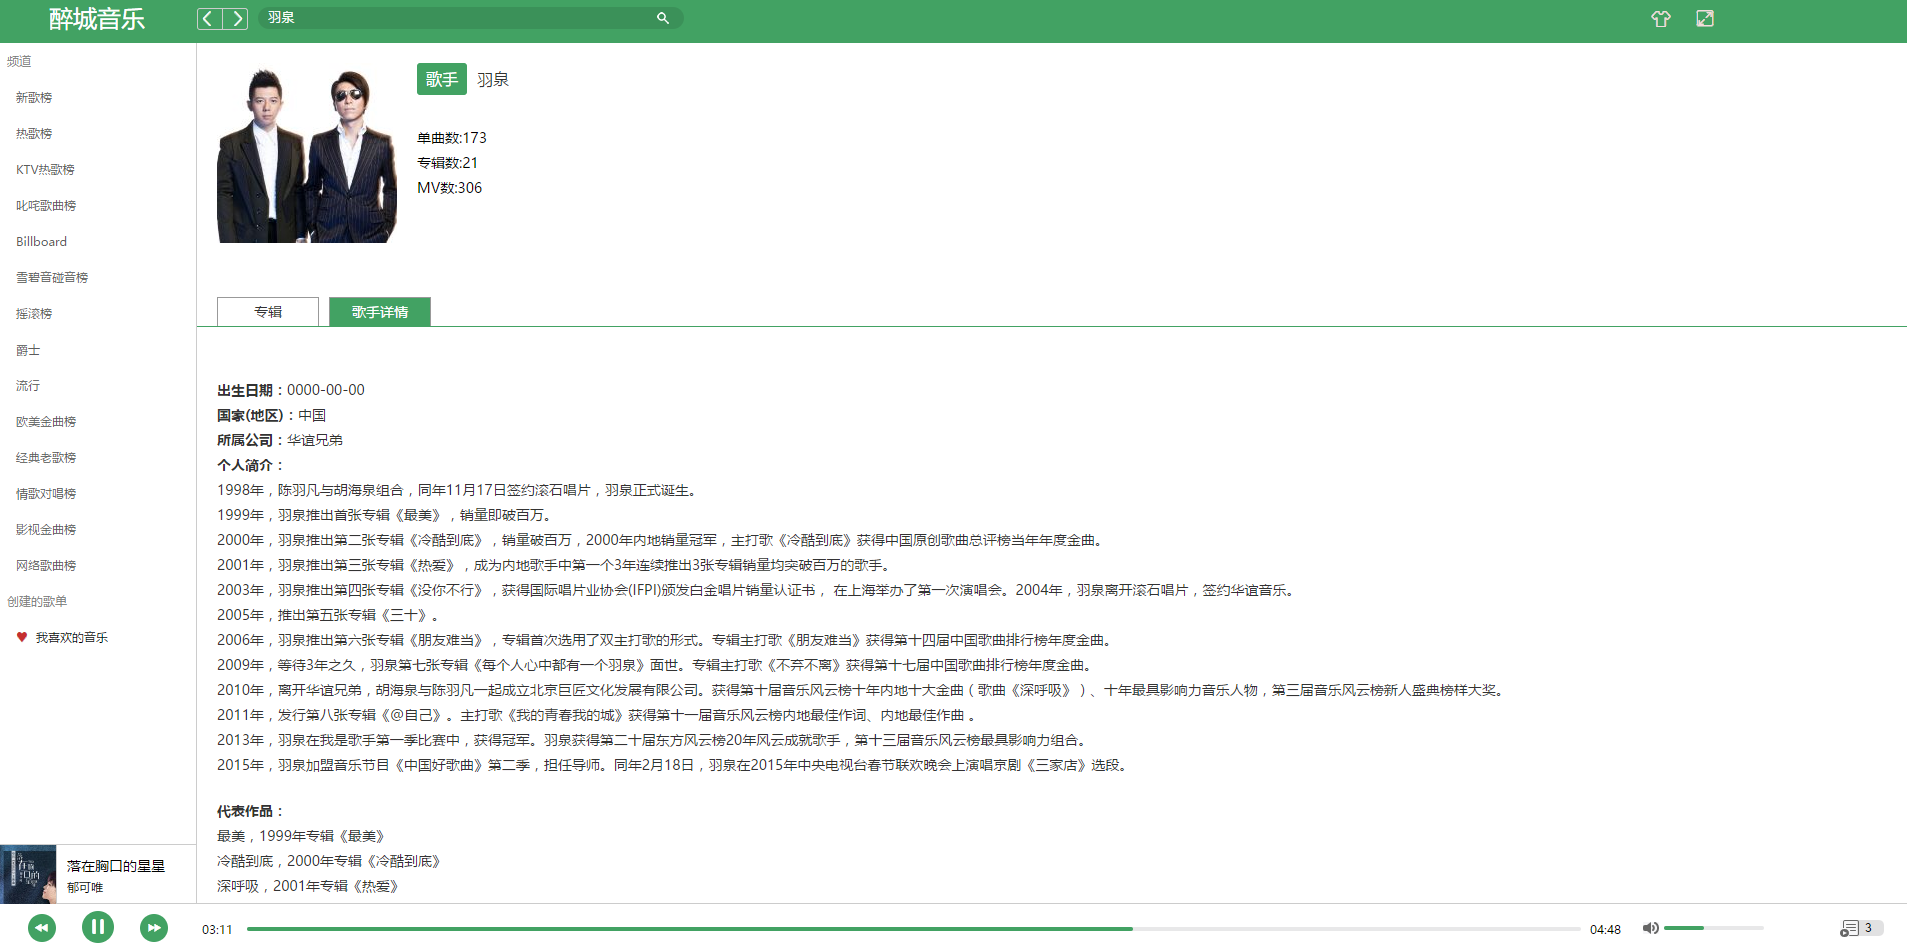 醉城音乐
羽泉
频道
新歌榜
热歌榜
KTV热歌榜
叱咤歌曲榜
Billboard
雪碧音碰音榜
摇滚榜
爵士
流行
欧美金曲榜
经典老歌榜
情歌对唱榜
影视金曲榜
网络歌曲榜
创建的歌单
我喜欢的音乐
歌手 羽泉
单曲数:173
专辑数:21
MV数:306
专辑 歌手详情
出生日期：0000-00-00
国家(地区)：中国
所属公司：华谊兄弟
个人简介：
1998年，陈羽凡与胡海泉组合，同年11月17日签约滚石唱片，羽泉正式诞生。
1999年，羽泉推出首张专辑《最美》，销量即破百万。
2000年，羽泉推出第二张专辑《冷酷到底》，销量破百万，2000年内地销量冠军，主打歌《冷酷到底》获得中国原创歌曲总评榜当年年度金曲。
2001年，羽泉推出第三张专辑《热爱》，成为内地歌手中第一个3年连续推出3张专辑销量均突破百万的歌手。
2003年，羽泉推出第四张专辑《没你不行》，获得国际唱片业协会(IFPI)颁发白金唱片销量认证书， 在上海举办了第一次演唱会。2004年，羽泉离开滚石唱片，签约华谊音乐。
2005年，推出第五张专辑《三十》。
2006年，羽泉推出第六张专辑《朋友难当》，专辑首次选用了双主打歌的形式。专辑主打歌《朋友难当》获得第十四届中国歌曲排行榜年度金曲。
2009年，等待3年之久，羽泉第七张专辑《每个人心中都有一个羽泉》面世。专辑主打歌《不弃不离》获得第十七届中国歌曲排行榜年度金曲。
2010年，离开华谊兄弟，胡海泉与陈羽凡一起成立北京巨匠文化发展有限公司。获得第十届音乐风云榜十年内地十大金曲（歌曲《深呼吸》）、十年最具影响力音乐人物，第三届音乐风云榜新人盛典榜样大奖。
2011年，发行第八张专辑《@自己》。主打歌《我的青春我的城》获得第十一届音乐风云榜内地最佳作词、内地最佳作曲 。
2013年，羽泉在我是歌手第一季比赛中，获得冠军。羽泉获得第二十届东方风云榜20年风云成就歌手，第十三届音乐风云榜最具影响力组合。
2015年，羽泉加盟音乐节目《中国好歌曲》第二季，担任导师。同年2月18日，羽泉在2015年中央电视台春节联欢晚会上演唱京剧《三家店》选段。
代表作品：
最美，1999年专辑《最美》
冷酷到底，2000年专辑《冷酷到底》
深呼吸，2001年专辑《热爱》
落在胸口的星星
郁可唯
03:11
04:48
3